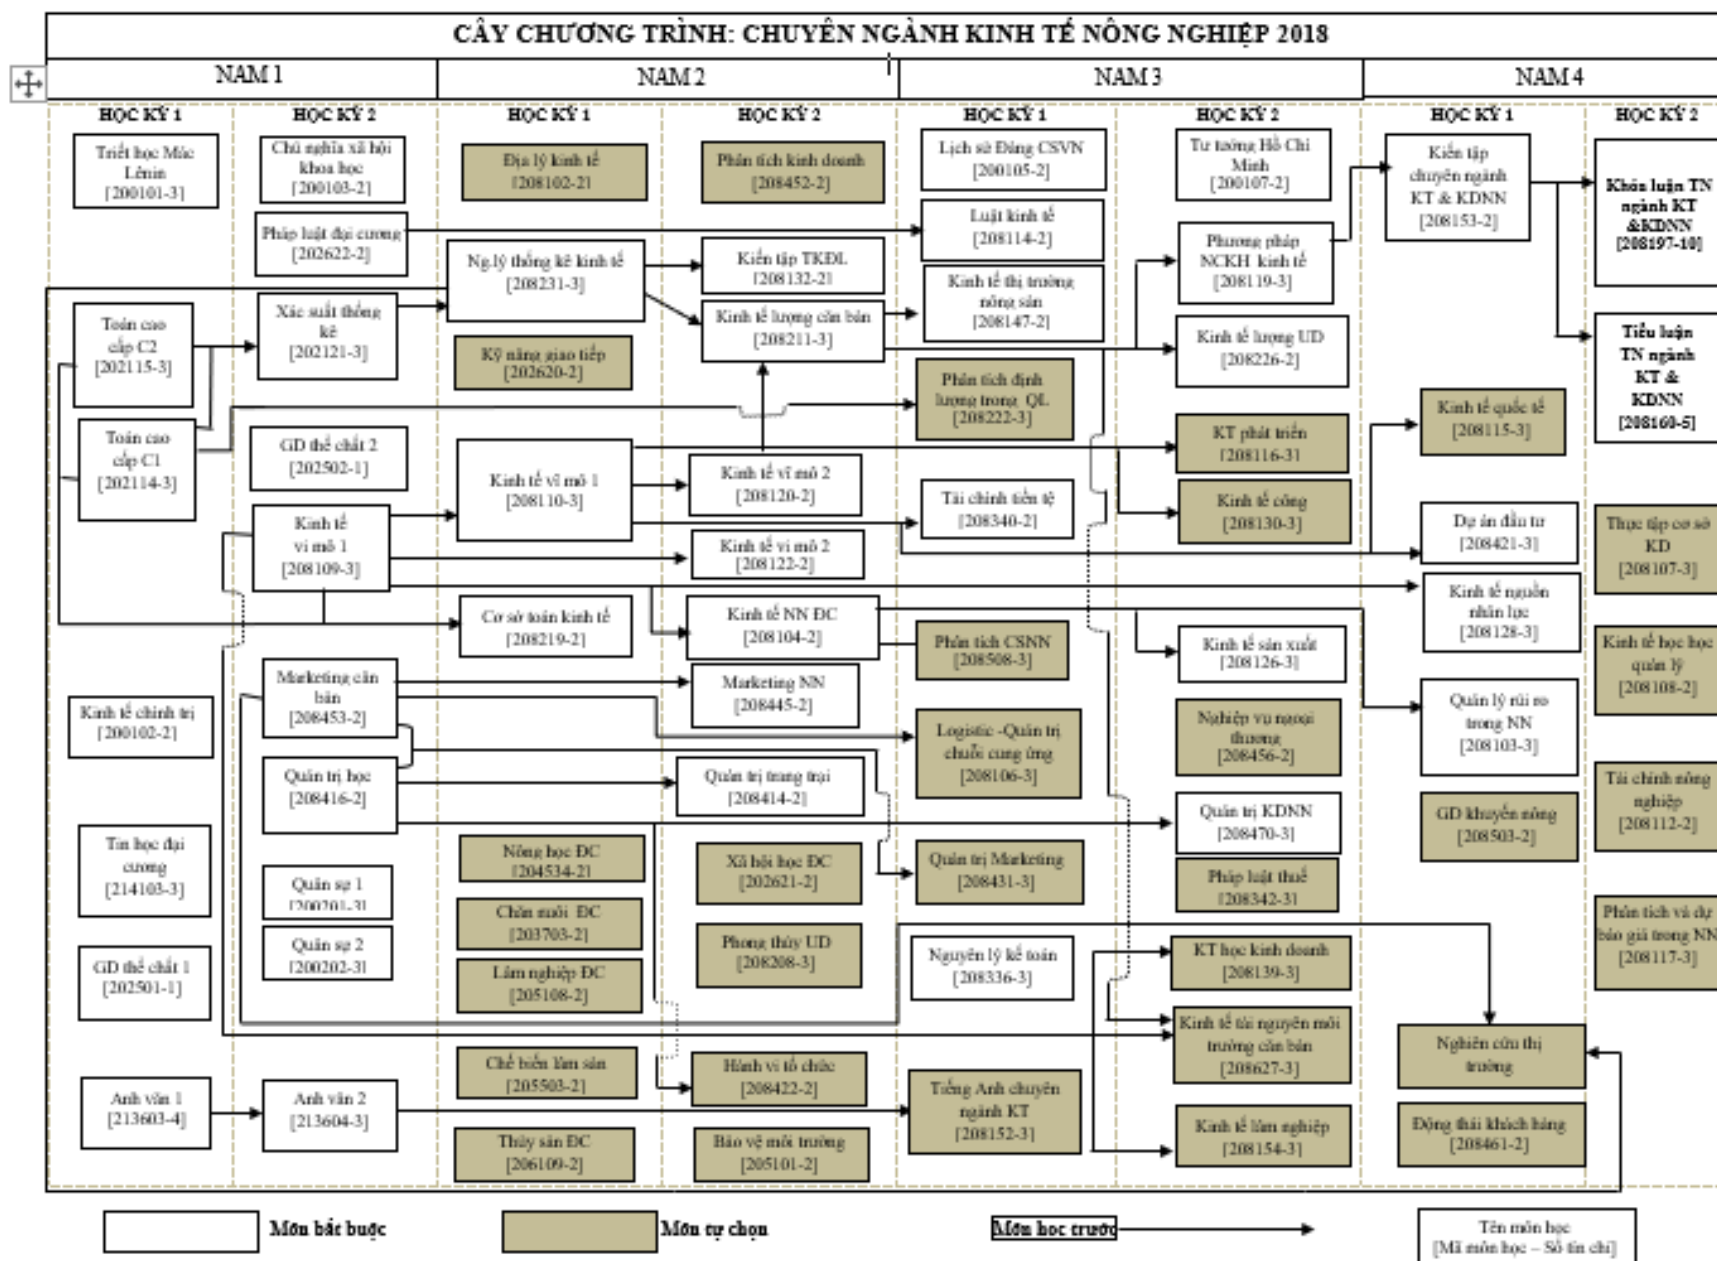 CÂY CHƯƠNG TRÌNH: CHUYÊN NGÀNH KINH TẾ NÔNG NGHIỆP 2018
NAM 1
NAM 2
NAM 3
NAM 4
HỌC KỲ 1
HỌC KỲ 2
HỌC KỲ 1
HỌC KỲ 2
HỌC KỲ 1
HỌC KỲ 2
HỌC KỲ 1
HỌC KỲ 2
Triết học Mác
Lênin
[200101-3]
Toán cao
cấp C2
[202115-3]
Toán cao
cấp C1
[202114-3]
Kinh tế chính trị
[200102-2]
Tin học đại
cương
[214103-3]
GD thể chất 1
[202501-1]
Anh văn 1
[213603-4]
Chủ nghĩa xã hội
khoa học
[200103-2]
Pháp luật đại cương
[202622-2]
Xác suất thống
kê
[202121-3]
GD thể chất 2
[202502-1]
Kinh tế
vi mô 1
[208109-3]
Marketing căn
bản
[208453-2]
Quản trị học
[208416-2]
Quân sự 1
[200201-3]
Quân sự 2
[200202-3]
Anh văn 2
[213604-3]
Địa lý kinh tế
[208102-2]
Ng.lý thống kê kinh tế
[208231-3]
Kỹ năng giao tiếp
[202620-2]
Kinh tế vĩ mô 1
[208110-3]
Cơ sở toán kinh tế
[208219-2]
Nông học ĐC
[204534-2]
Chăn nuôi ĐC
[203703-2]
Lâm nghiệp ĐC
[205108-2]
Chế biến lâm sản
[205503-2]
Thủy sản ĐC
[206109-2]
Phân tích kinh doanh
[208452-2]
Kiến tập TKĐL
[208132-2]
Kinh tế lượng căn bản
[208211-3]
Kinh tế vĩ mô 2
[208120-2]
Kinh tế vi mô 2
[208122-2]
Kinh tế NN ĐC
[208104-2]
Marketing NN
[208445-2]
Quản trị trang trại
[208414-2]
Xã hội học ĐC
[202621-2]
Phong thủy UD
[208208-3]
Hành vi tổ chức
[208422-2]
Bảo vệ môi trường
[205101-2]
Lịch sử Đảng CSVN
[200105-2]
Luật kinh tế
[208114-2]
Kinh tế thị trường
nông sản
[208147-2]
Phân tích định
lượng trong QL
[208222-3]
Tài chính tiền tệ
[208340-2]
Phân tích CSNN
[208508-3]
Logistic -Quản trị
chuỗi cung ứng
[208106-3]
Quản trị Marketing
[208431-3]
Nguyên lý kế toán
[208336-3]
Tiếng Anh chuyên
ngành KT
[208152-3]
Tư tưởng Hồ Chí
Minh
[200107-2]
Phương pháp
NCKH kinh tế
[208119-3]
Kinh tế lượng UD
[208226-2]
KT phát triển
[208116-3]
Kinh tế công
[208130-3]
Kinh tế sản xuất
[208126-3]
Nghiệp vụ ngoại
thương
[208456-2]
Quản trị KDNN
[208470-3]
Pháp luật thuế
[208342-3]
KT học kinh doanh
[208139-3]
Kinh tế tài nguyên môi
trường căn bản
[208627-3]
Kinh tế lâm nghiệp
[208154-3]
Kiến tập
chuyên ngành
KT & KDNN
[208153-2]
Kinh tế quốc tế
[208115-3]
Dự án đầu tư
[208421-3]
Kinh tế nguồn
nhân lực
[208128-3]
Quản lý rủi ro
trong NN
[208103-3]
GD khuyến nông
[208503-2]
Nghiên cứu thị
trường
Động thái khách hàng
[208461-2]
Khóa luận TN
ngành KT
&KDNN
[208197-10]
Tiểu luận
TN ngành
KT &
KDNN
[208160-5]
Thực tập cơ sở
KD
[208107-3]
Kinh tế học học
quản lý
[208108-2]
Tài chính nông
nghiệp
[208112-2]
Phân tích và dự
báo giá trong NN
[208117-3]
Môn bắt buộc
Môn tự chọn
Môn học trước
Tên môn học
[Mã môn học – Số tín chỉ]